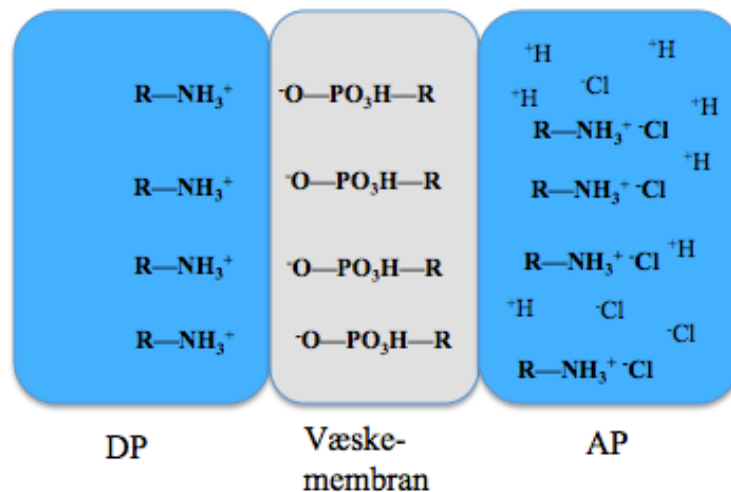 ⁺H ⁺H
R—NH₃⁺ ⁻O—PO₃H—R ⁺H ⁻Cl ⁺H
R—NH₃⁺ ⁻Cl
R—NH₃⁺ ⁻O—PO₃H—R R—NH₃⁺ ⁻Cl ⁺H
R—NH₃⁺ ⁻O—PO₃H—R R—NH₃⁺ ⁻Cl ⁺H
⁺H ⁻Cl ⁻Cl
R—NH₃⁺ ⁻O—PO₃H—R R—NH₃⁺ ⁻Cl
DP Væske-
membran AP